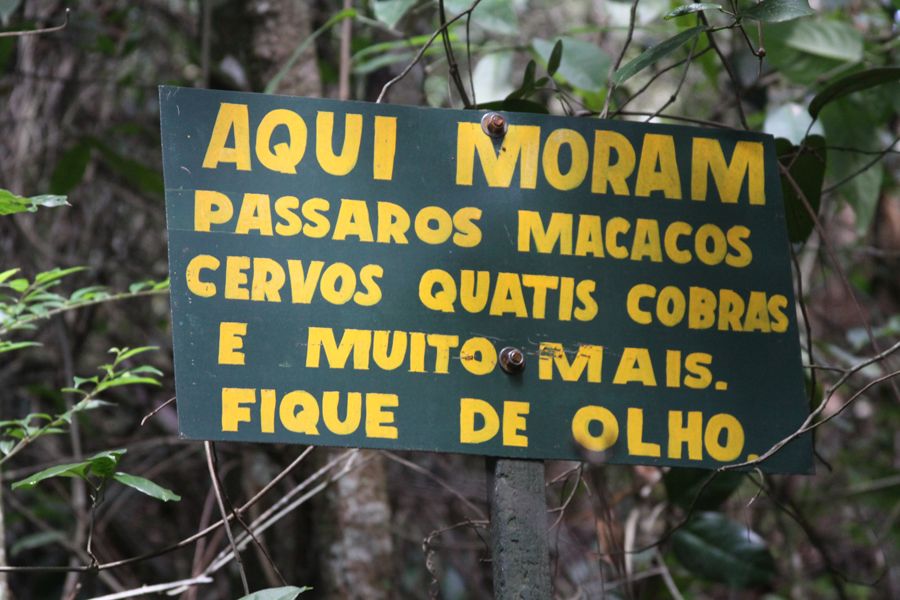 AQUI MORAM
PASSAROS MACACOS
CERVOS QUATIS COBRAS
E MUITO MAIS.
FIQUE DE OLHO.